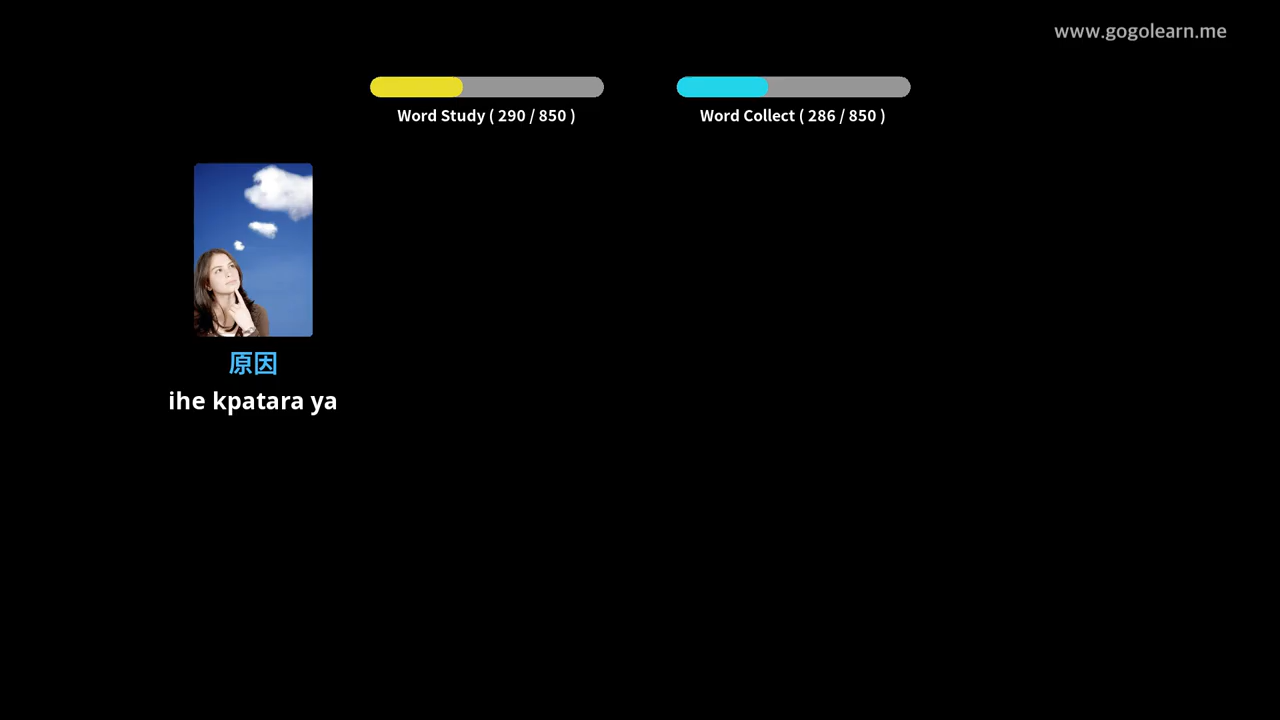 www.gogolearn.me
Word Study ( 290 / 850 )
Word Collect ( 286 / 850 )
原因
ihe kpatara ya